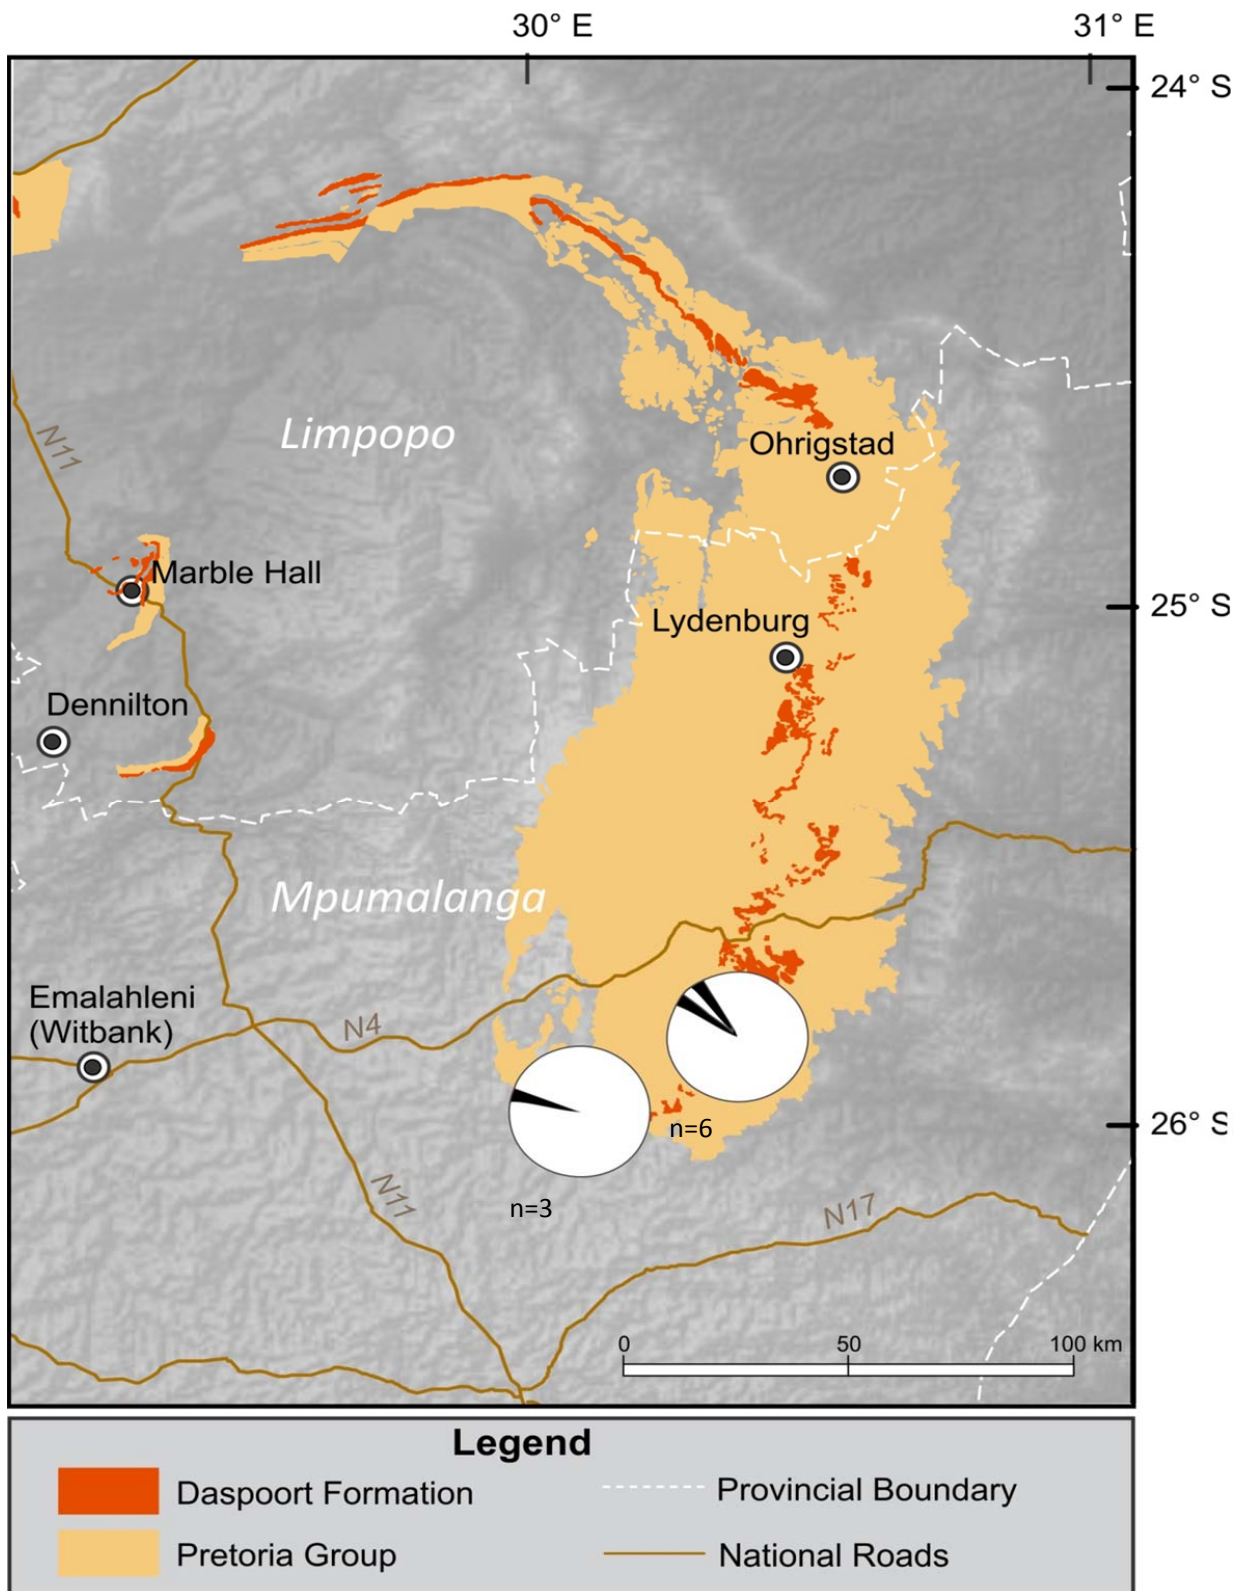 30° E
31° E
24° S
Limpopo
N11
Ohrigstad
Marble Hall
25° S
Lydenburg
Dennilton
Mpumalanga
Emalahleni
(Witbank)
N4
26° S
n=6
N11
n=3
N17
0
50
100 km
Legend
Daspoort Formation
Provincial Boundary
Pretoria Group
National Roads